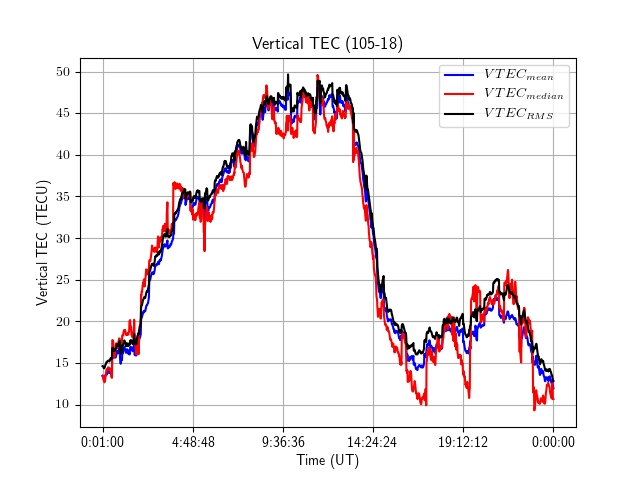 Vertical TEC (105-18)
VTEC_mean
VTEC_median
VTEC_RMS
Vertical TEC (TECU)
50
45
40
35
30
25
20
15
10
0:01:00 4:48:48 9:36:36 14:24:24 19:12:12 0:00:00
Time (UT)